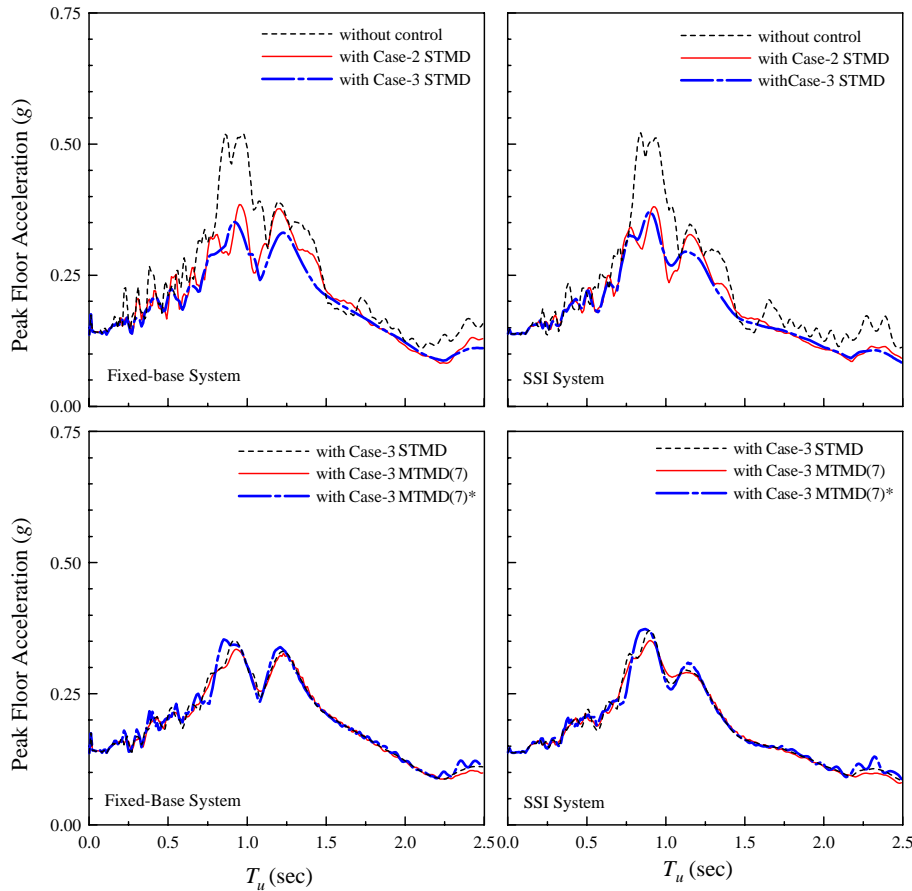 0.75
without control
with Case-2 STMD
with Case-3 STMD
0.50
0.25
0.00
Peak Floor Acceleration (g)
Fixed-base System
without control
with Case-2 STMD
withCase-3 STMD
SSI System
0.75
with Case-3 STMD
with Case-3 MTMD(7)
with Case-3 MTMD(7)*
0.50
0.25
0.00
Peak Floor Acceleration (g)
Fixed-Base System
0.0 0.5 1.0 1.5 2.0 2.5
Tu (sec)
with Case-3 STMD
with Case-3 MTMD(7)
with Case-3 MTMD(7)*
SSI System
0.0 0.5 1.0 1.5 2.0 2.5
Tu (sec)